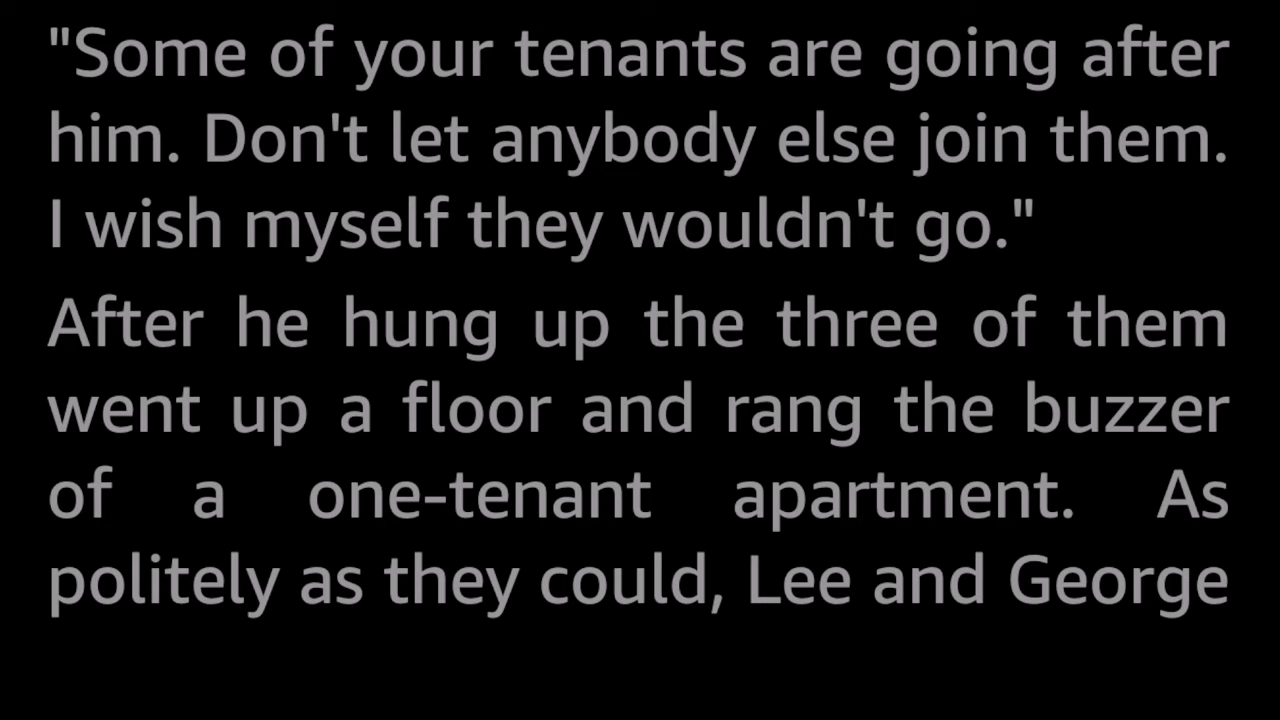 "Some of your tenants are going after
him. Don't let anybody else join them.
I wish myself they wouldn't go."
After he hung up the three of them
went up a floor and rang the buzzer
of a one-tenant apartment. As
politely as they could, Lee and George